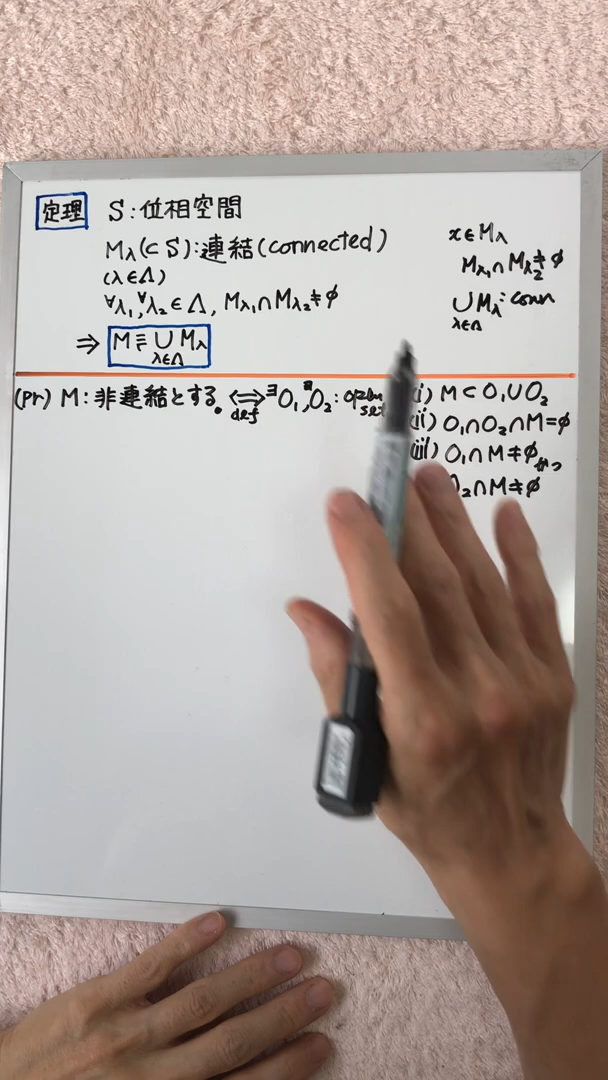 定理 S:位相空間
Mλ(⊂S):連結(connected)
(λ∈Λ)
∀λ₁,∀λ₂∈Λ, Mλ₁∩Mλ₂≠φ
⇒ M≡∪Mλ
λ∈Λ
x∈Mλ
Mλ₁∩Mλ₂≠φ
∪Mλ:conn
λ∈Λ
(Pr) M:非連結とする。⇔ ∃O₁,∃O₂: open i) M⊂O₁∪O₂
def set ii) O₁∩O₂∩M=φ
iii) O₁∩M≠φ かつ
₂∩M≠φ